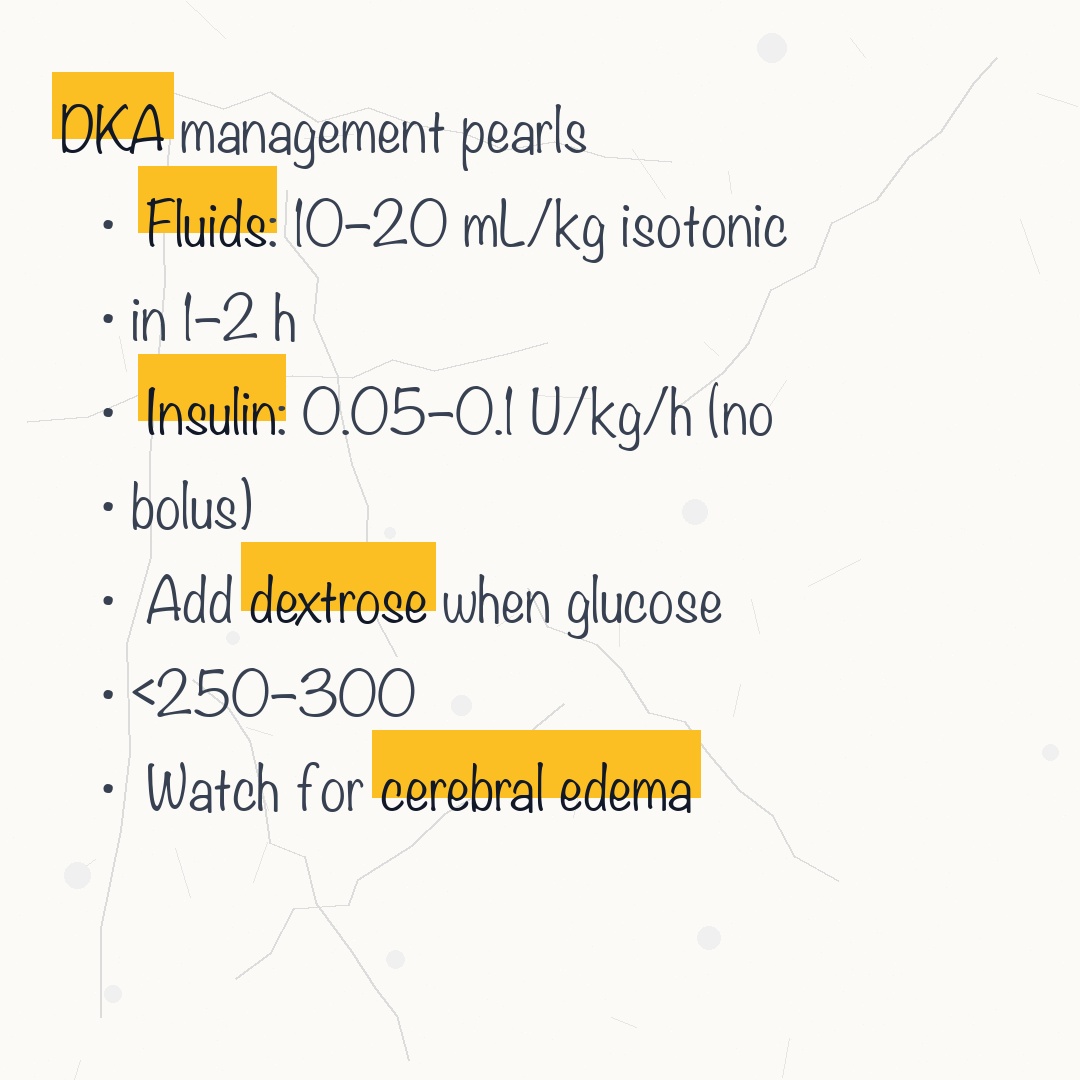 DKA management pearls
• Fluids: 10–20 mL/kg isotonic
• in 1–2 h
• Insulin: 0.05–0.1 U/kg/h (no
• bolus)
• Add dextrose when glucose
• <250–300
• Watch for cerebral edema